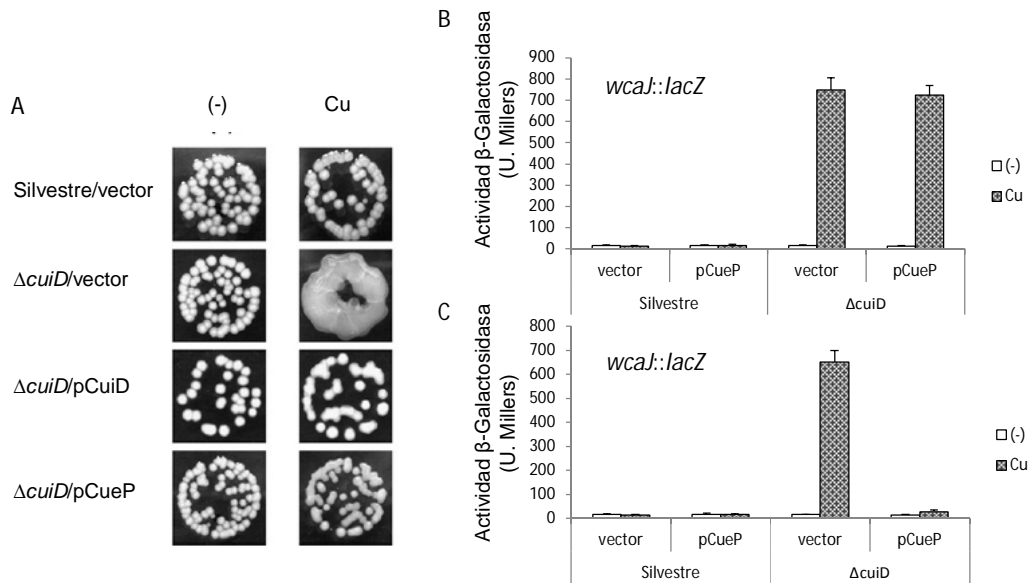 A
(-)
Cu
Silvestre/vector
ΔcuiD/vector
ΔcuiD/pCuiD
ΔcuiD/pCueP
B
Actividad β-Galactosidasa
(U. Millers)
900
800
700
600
500
400
300
200
100
0
wcaJ::lacZ
(-)
Cu
vector
pCueP
vector
pCueP
Silvestre
ΔcuiD
C
Actividad β-Galactosidasa
(U. Millers)
800
700
600
500
400
300
200
100
0
wcaJ::lacZ
(-)
Cu
vector
pCueP
vector
pCueP
Silvestre
ΔcuiD